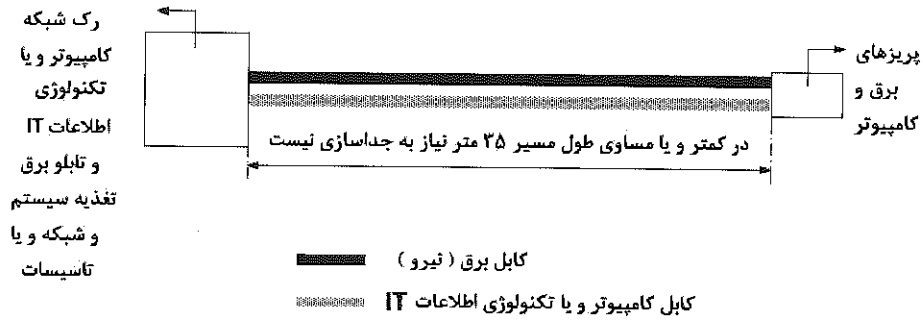 رک شبکه
کامپیوتر و یا
تکنولوژی
اطلاعات IT
و تابلو برق
تغذیه سیستم
و شبکه و یا
تاسیسات
پریزهای
برق و
کامپیوتر
در کمتر و یا مساوی طول مسیر ۳۵ متر نیاز به جداسازی نیست
کابل برق ( نیرو )
کابل کامپیوتر و یا تکنولوژی اطلاعات IT